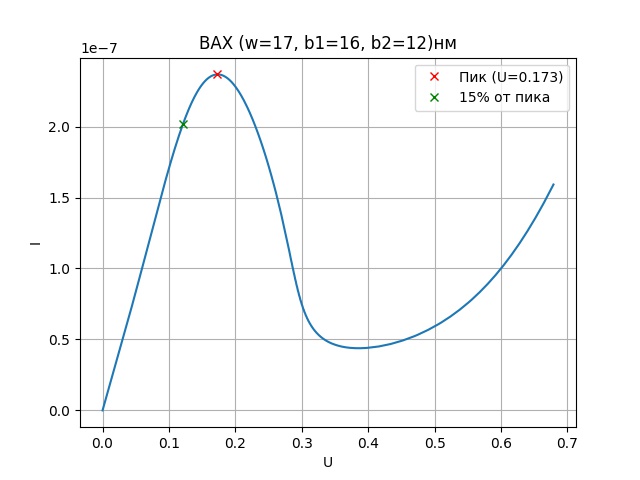 ВАХ (w=17, b1=16, b2=12)нм
1e−7
Пик (U=0.173)
15% от пика
2.0
1.5
1.0
0.5
0.0
I
0.0 0.1 0.2 0.3 0.4 0.5 0.6 0.7
U